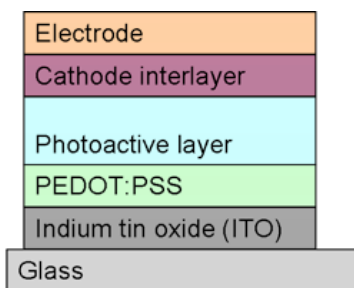 Electrode
Cathode interlayer
Photoactive layer
PEDOT:PSS
Indium tin oxide (ITO)
Glass